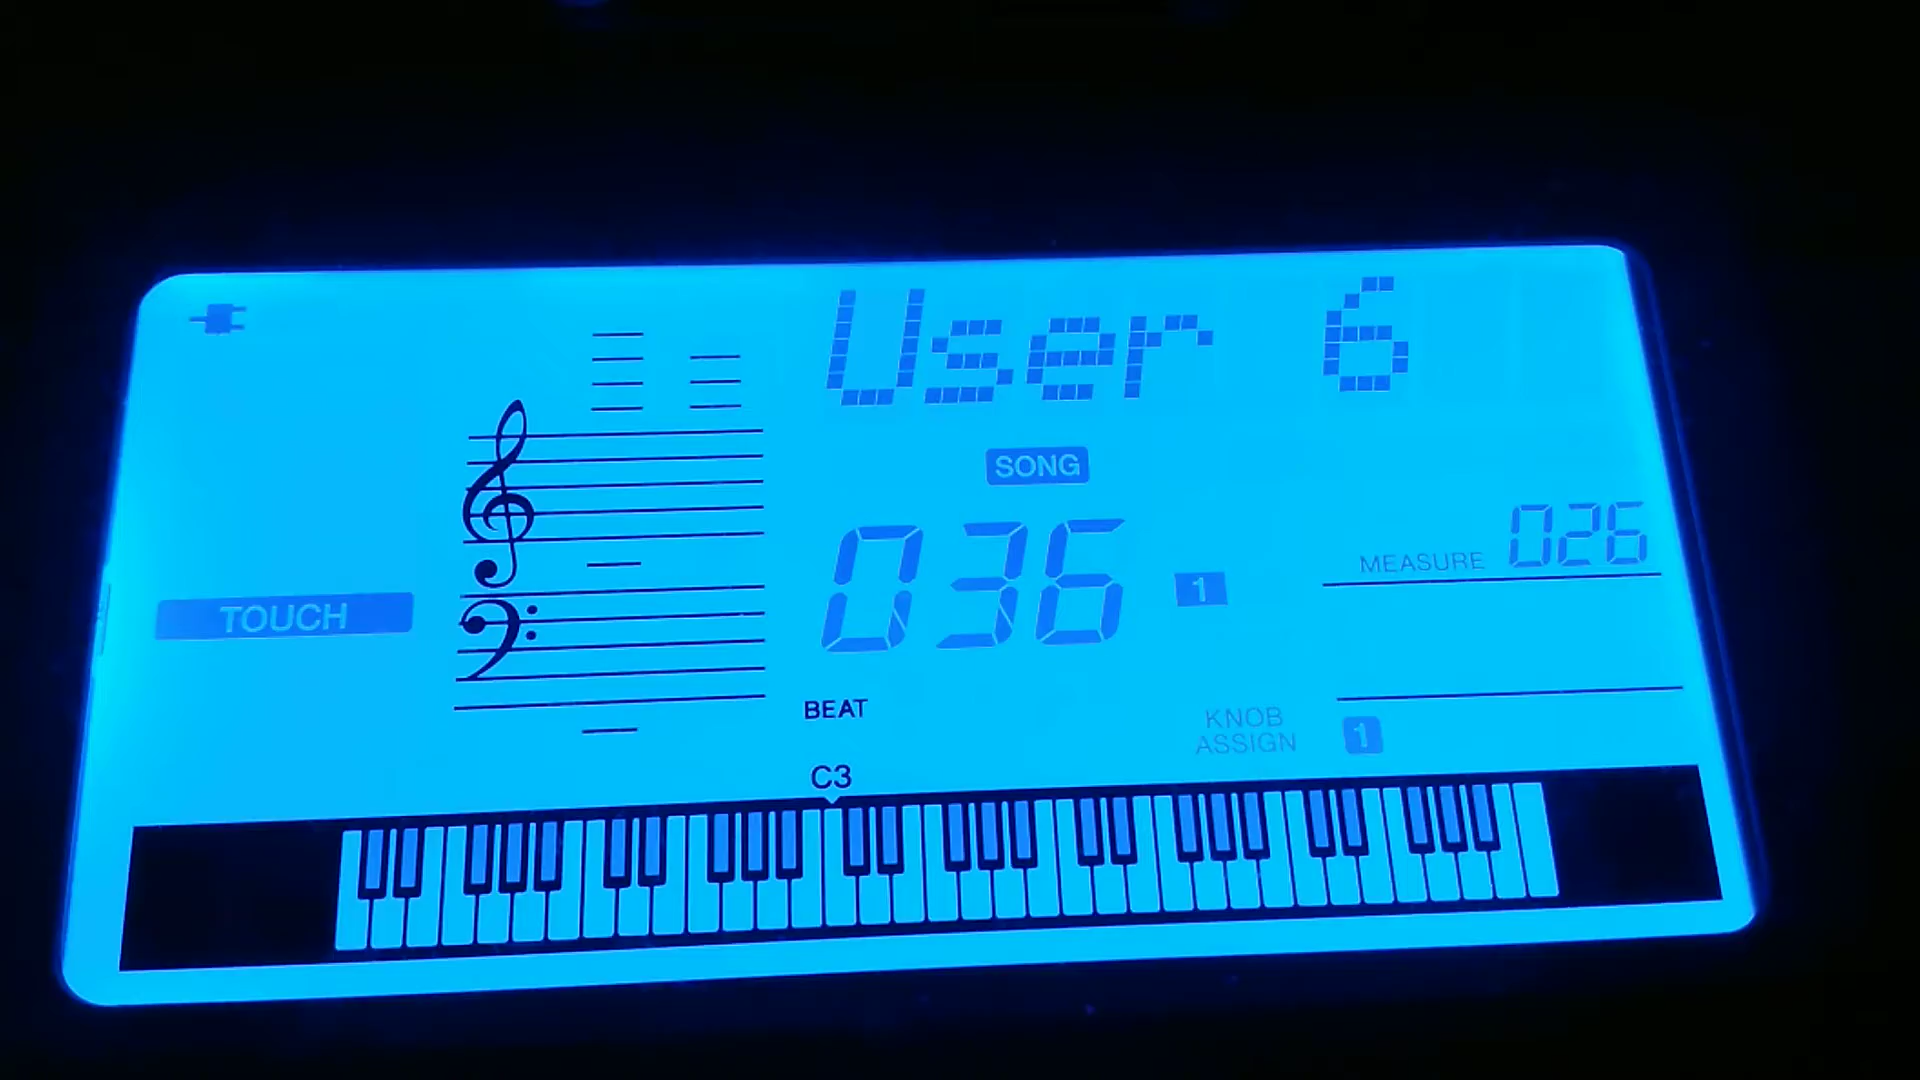 User 6
SONG
036 1
MEASURE 026
TOUCH
BEAT
KNOB
ASSIGN 1
C3